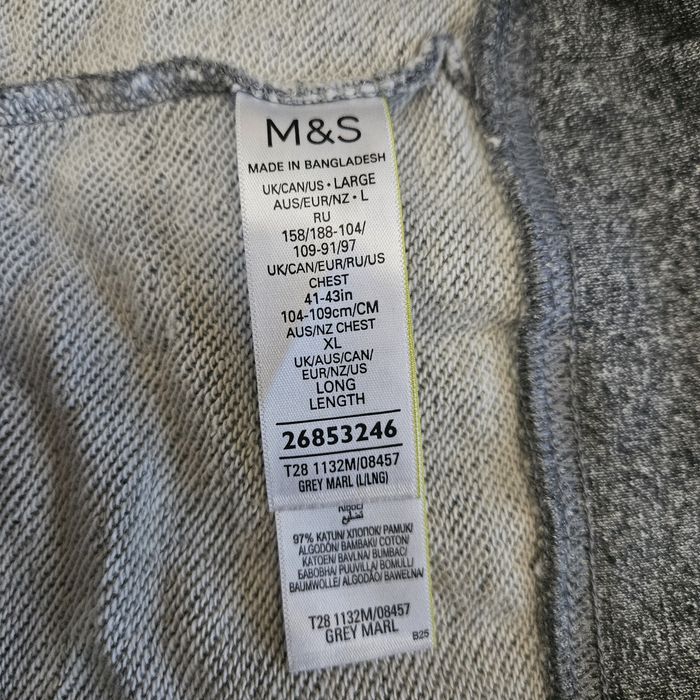 M&S
MADE IN BANGLADESH
UK/CAN/US • LARGE
AUS/EUR/NZ • L
RU
158/188-104/
109-91/97
UK/CAN/EUR/RU/US
CHEST
41-43in
104-109cm/CM
AUS/NZ CHEST
XL
UK/AUS/CAN/
EUR/NZ/US
LONG
LENGTH
26853246
T28 1132M/08457
GREY MARL (L/LNG)
97% KATUN/ ХЛОПОК/ PAMUK/
ALGODÓN/ BAMBAKI/ COTON/
KATOEN/ BAVLNA/ BUMBAC/
БАВОВНА/ PUUVILLA/ BOMULL/
BAUMWOLLE/ ALGODÃO/ BAWEŁNA/
T28 1132M/08457
GREY MARL
B25